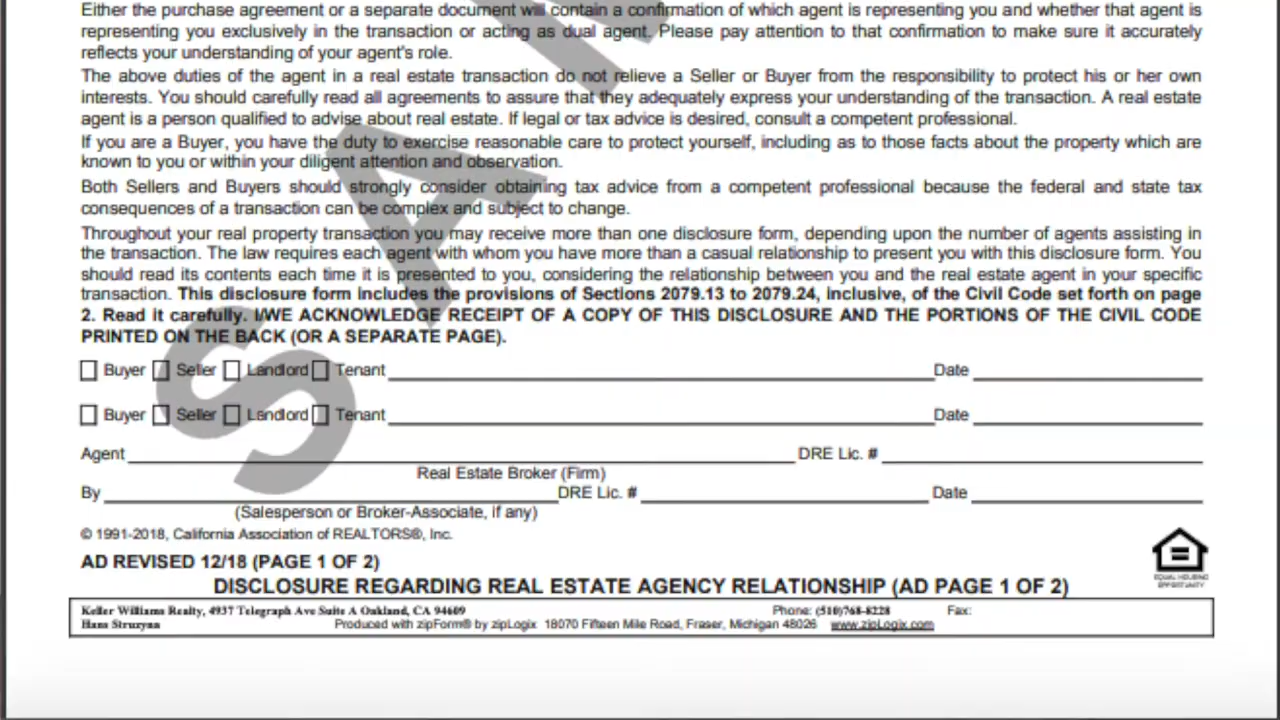 Either the purchase agreement or a separate document will contain a confirmation of which agent is representing you and whether that agent is
representing you exclusively in the transaction or acting as dual agent. Please pay attention to that confirmation to make sure it accurately
reflects your understanding of your agent's role.
The above duties of the agent in a real estate transaction do not relieve a Seller or Buyer from the responsibility to protect his or her own
interests. You should carefully read all agreements to assure that they adequately express your understanding of the transaction. A real estate
agent is a person qualified to advise about real estate. If legal or tax advice is desired, consult a competent professional.
If you are a Buyer, you have the duty to exercise reasonable care to protect yourself, including as to those facts about the property which are
known to you or within your diligent attention and observation.
Both Sellers and Buyers should strongly consider obtaining tax advice from a competent professional because the federal and state tax
consequences of a transaction can be complex and subject to change.
Throughout your real property transaction you may receive more than one disclosure form, depending upon the number of agents assisting in
the transaction. The law requires each agent with whom you have more than a casual relationship to present you with this disclosure form. You
should read its contents each time it is presented to you, considering the relationship between you and the real estate agent in your specific
transaction. This disclosure form includes the provisions of Sections 2079.13 to 2079.24, inclusive, of the Civil Code set forth on page
2. Read it carefully. I/WE ACKNOWLEDGE RECEIPT OF A COPY OF THIS DISCLOSURE AND THE PORTIONS OF THE CIVIL CODE
PRINTED ON THE BACK (OR A SEPARATE PAGE).
Buyer Seller Landlord Tenant Date
Buyer Seller Landlord Tenant Date
Agent DRE Lic. #
Real Estate Broker (Firm)
By DRE Lic. # Date
(Salesperson or Broker-Associate, if any)
© 1991-2018, California Association of REALTORS®, Inc.
AD REVISED 12/18 (PAGE 1 OF 2)
EQUAL HOUSING
OPPORTUNITY
DISCLOSURE REGARDING REAL ESTATE AGENCY RELATIONSHIP (AD PAGE 1 OF 2)
Keller Williams Realty, 4937 Telegraph Ave Suite A Oakland, CA 94609 Phone: (510)768-8228 Fax:
Hans Struzyna Produced with zipForm® by zipLogix 18070 Fifteen Mile Road, Fraser, Michigan 48026 www.zipLogix.com